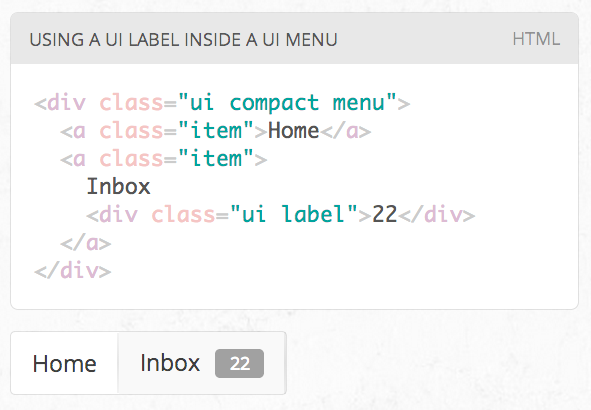 USING A UI LABEL INSIDE A UI MENU HTML
<div class="ui compact menu">
  <a class="item">Home</a>
  <a class="item">
    Inbox
    <div class="ui label">22</div>
  </a>
</div>
Home Inbox 22